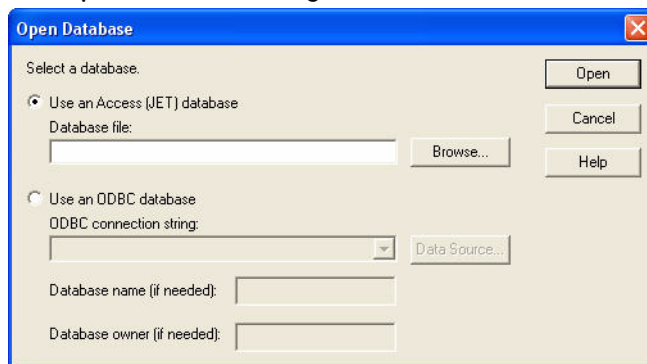 Open Database
Select a database.
Open
Use an Access (JET) database
Cancel
Database file:
Browse...
Help
Use an ODBC database
ODBC connection string:
Data Source...
Database name (if needed):
Database owner (if needed):